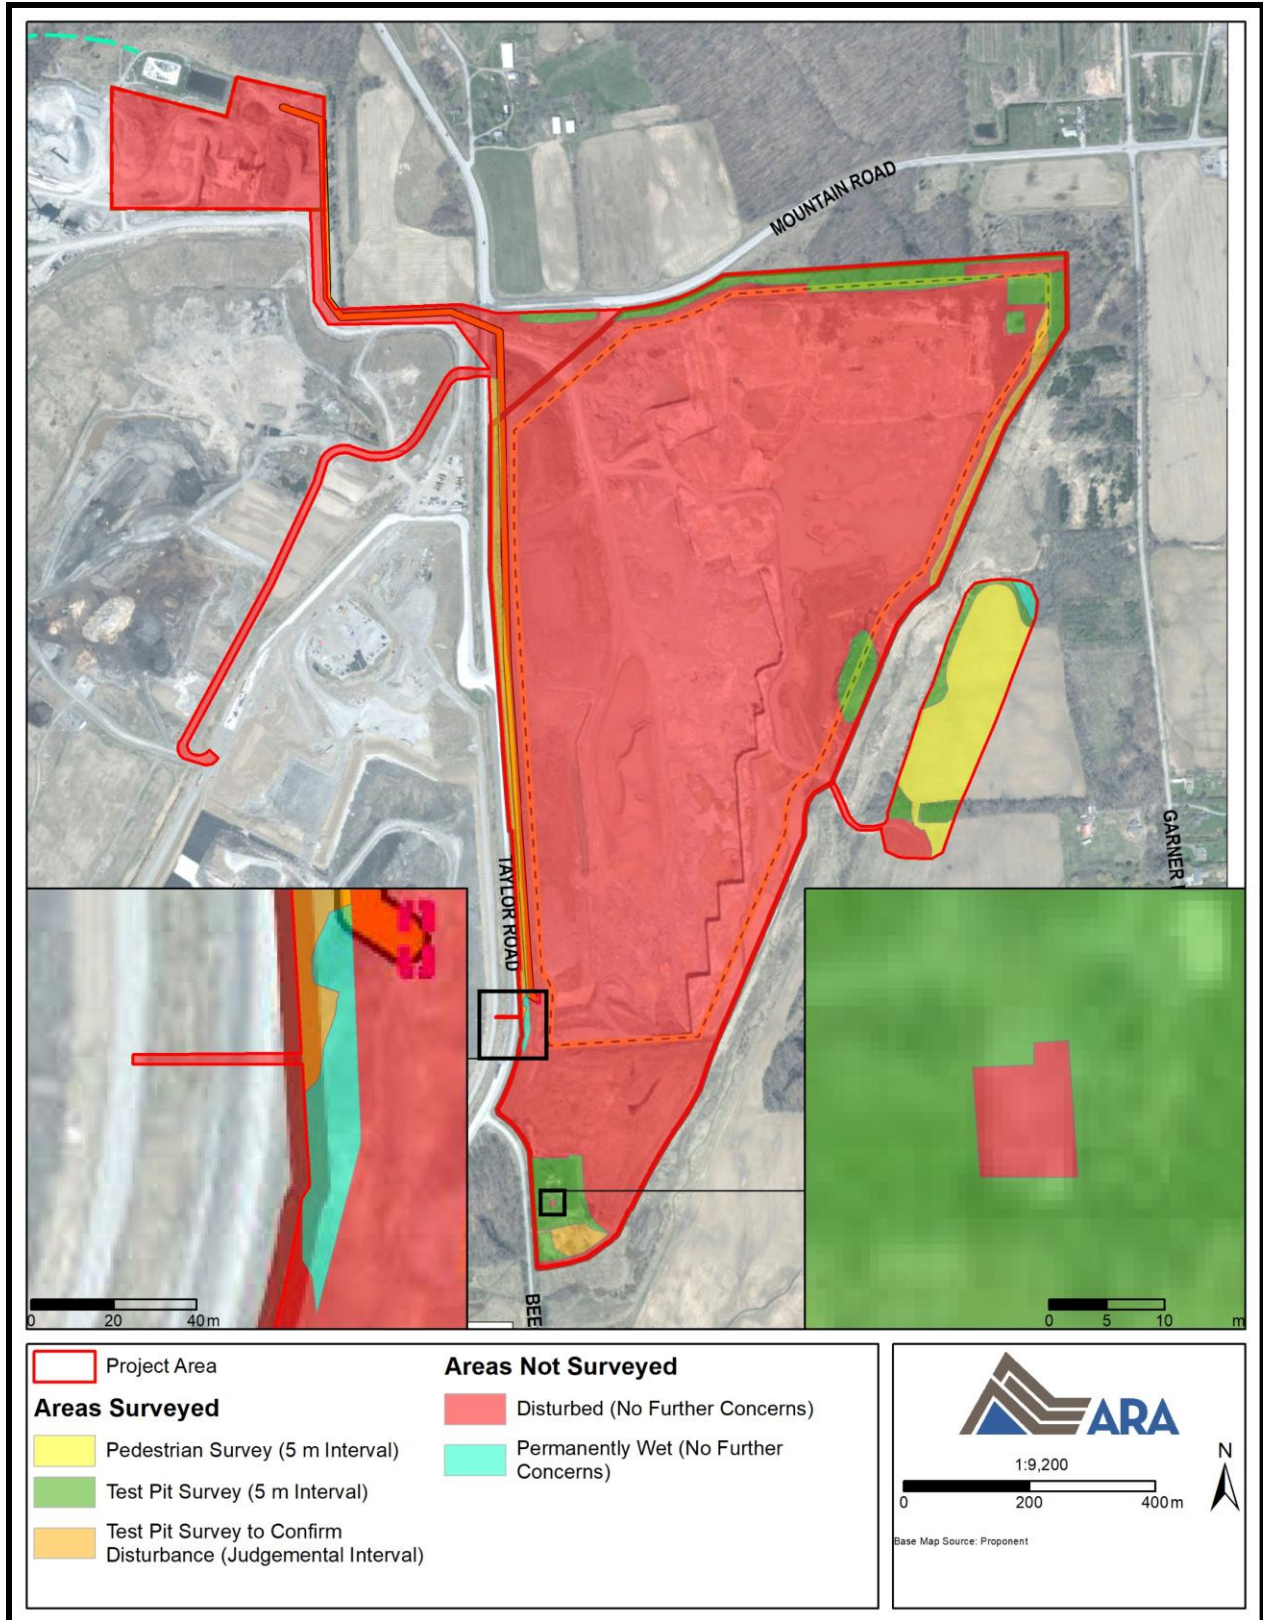 MOUNTAIN ROAD
TAYLOR ROAD
GARNER
BEE
0 20 40 m
0 5 10 m
Project Area
Areas Surveyed
Pedestrian Survey (5 m Interval)
Test Pit Survey (5 m Interval)
Test Pit Survey to Confirm
Disturbance (Judgemental Interval)
Areas Not Surveyed
Disturbed (No Further Concerns)
Permanently Wet (No Further
Concerns)
ARA
1:9,200
N
0 200 400 m
Base Map Source: Proponent